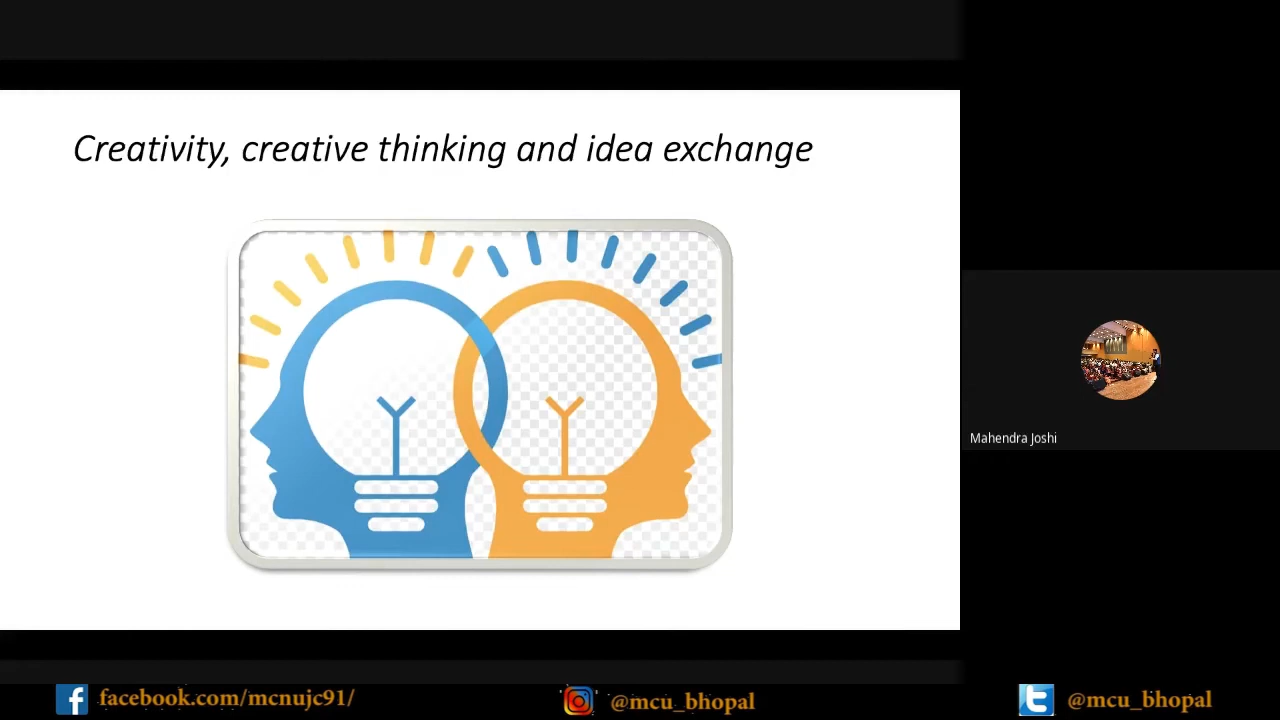 Creativity, creative thinking and idea exchange
Mahendra Joshi
facebook.com/mcnujc91/
@mcu_bhopal
@mcu_bhopal